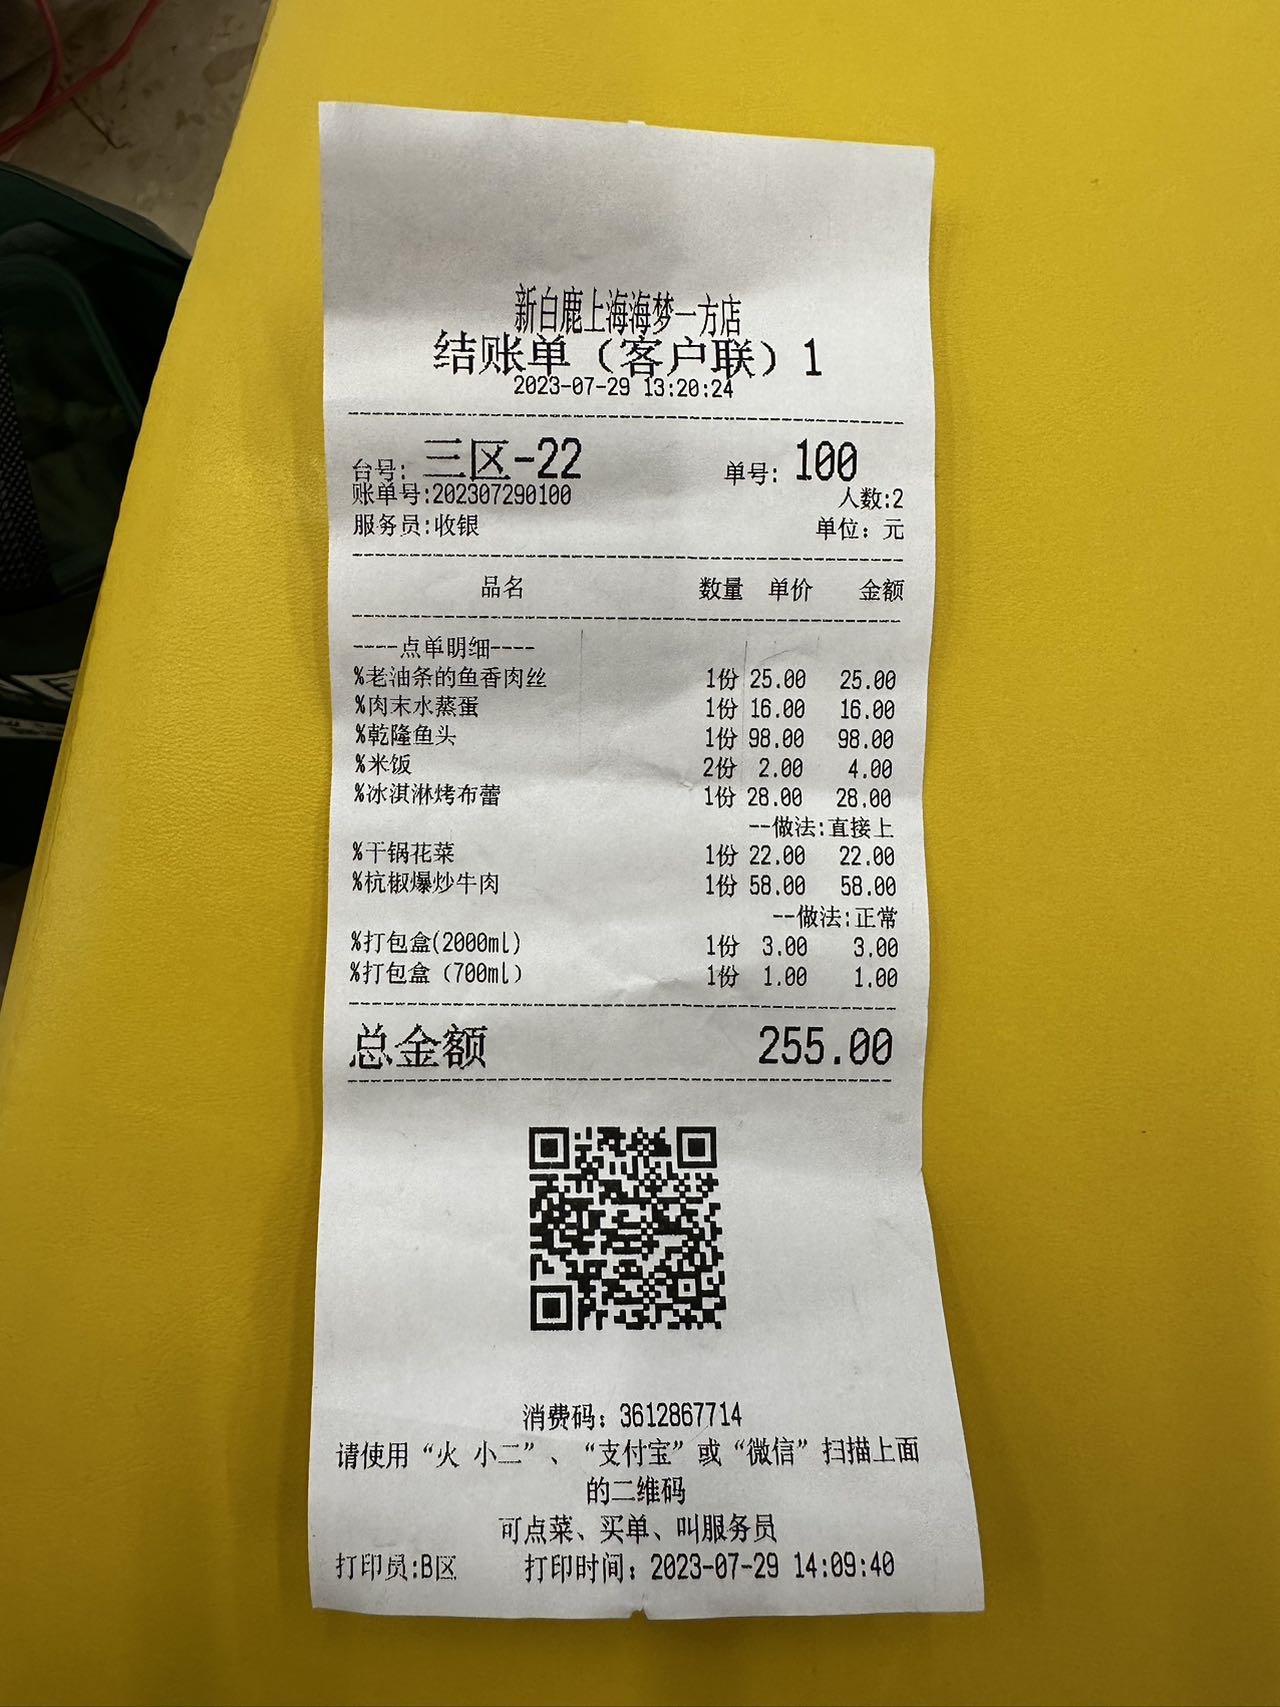 新白鹿上海海梦一方店
结账单（客户联）1
2023-07-29 13:20:24
台号: 三区-22 单号: 100
账单号:202307290100 人数:2
服务员:收银 单位: 元
品名 数量 单价 金额
----点单明细----
%老油条的鱼香肉丝 1份 25.00 25.00
%肉末水蒸蛋 1份 16.00 16.00
%乾隆鱼头 1份 98.00 98.00
%米饭 2份 2.00 4.00
%冰淇淋烤布蕾 1份 28.00 28.00
--做法:直接上
%干锅花菜 1份 22.00 22.00
%杭椒爆炒牛肉 1份 58.00 58.00
--做法:正常
%打包盒(2000ml) 1份 3.00 3.00
%打包盒（700ml） 1份 1.00 1.00
总金额 255.00
消费码: 3612867714
请使用“火 小二”、“支付宝”或“微信”扫描上面
的二维码
可点菜、买单、叫服务员
打印员:B区 打印时间: 2023-07-29 14:09:40